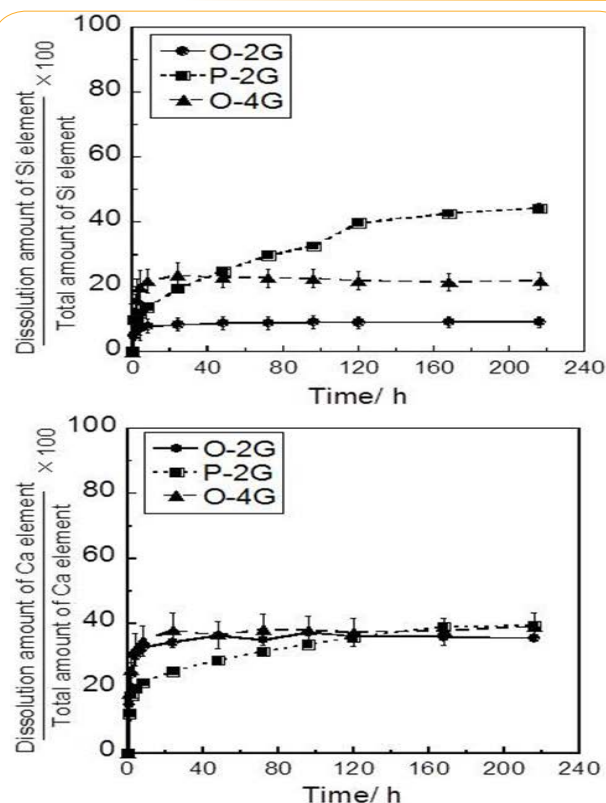 Dissolution amount of Si element
Total amount of Si element
×100
100
80
60
40
20
0
O-2G
P-2G
O-4G
0 40 80 120 160 200 240
Time/ h
Dissolution amount of Ca element
Total amount of Ca element
×100
100
80
60
40
20
0
O-2G
P-2G
O-4G
0 40 80 120 160 200 240
Time/ h